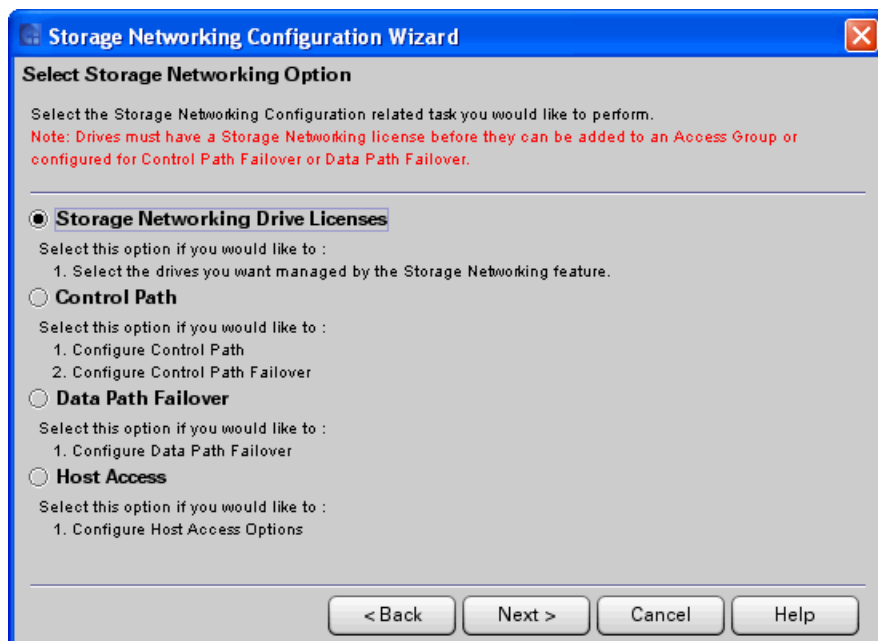 Storage Networking Configuration Wizard
Select Storage Networking Option
Select the Storage Networking Configuration related task you would like to perform.
Note: Drives must have a Storage Networking license before they can be added to an Access Group or
configured for Control Path Failover or Data Path Failover.
Storage Networking Drive Licenses
Select this option if you would like to :
1. Select the drives you want managed by the Storage Networking feature.
Control Path
Select this option if you would like to :
1. Configure Control Path
2. Configure Control Path Failover
Data Path Failover
Select this option if you would like to :
1. Configure Data Path Failover
Host Access
Select this option if you would like to :
1. Configure Host Access Options
< Back Next > Cancel Help